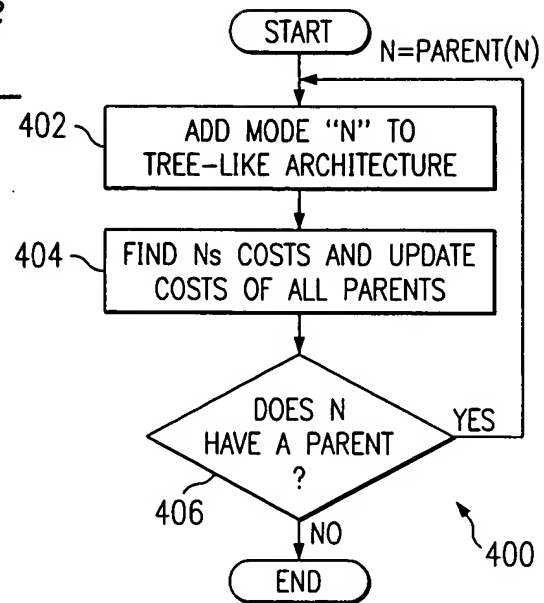 START
N=PARENT(N)
402
ADD MODE “N” TO
TREE-LIKE ARCHITECTURE
404
FIND Ns COSTS AND UPDATE
COSTS OF ALL PARENTS
DOES N
HAVE A PARENT
?
YES
406
NO
400
END